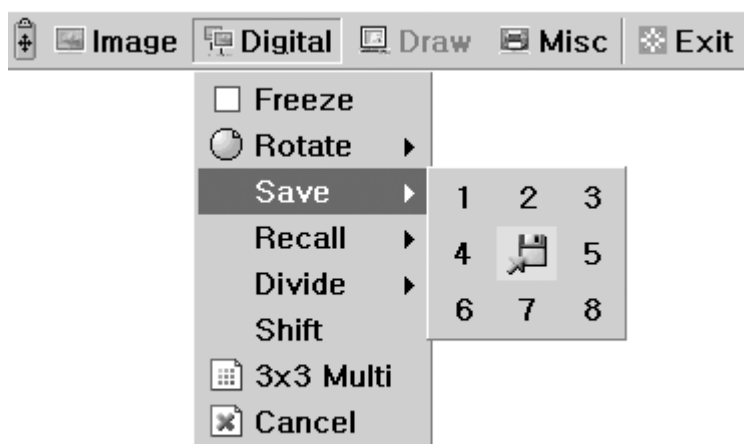 Image Digital Draw Misc Exit
Freeze
Rotate
Save
1 2 3
Recall
4 5
Divide
6 7 8
Shift
3x3 Multi
Cancel